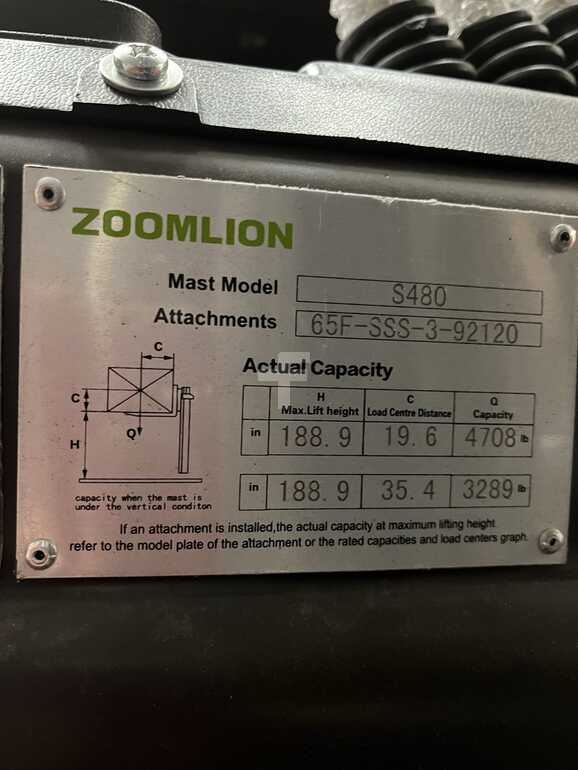 ZOOMLION
Mast Model S480
Attachments 65F-SSS-3-92120
Actual Capacity
H C Q
Max.Lift height Load Centre Distance Capacity
in 188.9 19.6 4708 lb
in 188.9 35.4 3289 lb
C
C
H
Q
capacity when the mast is
under the vertical conditon
If an attachment is installed,the actual capacity at maximum lifting height
refer to the model plate of the attachment or the rated capacities and load centers graph.